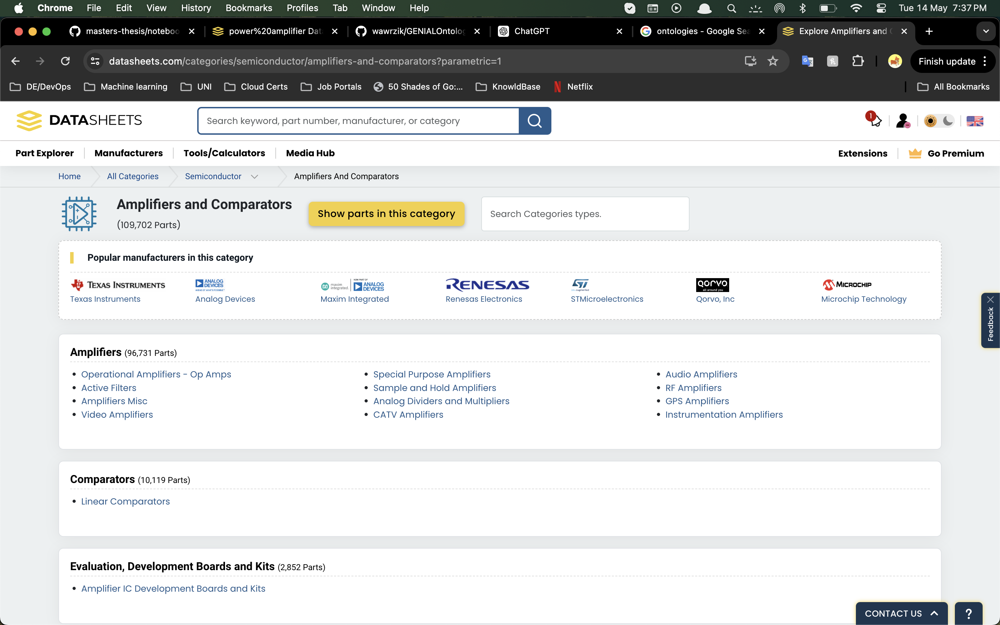 Chrome File Edit View History Bookmarks Profiles Tab Window Help Tue 14 May 7:37 PM
masters-thesis/noteboo power%20amplifier Dat wawrzik/GENIALOntolog ChatGPT ontologies - Google Sea Explore Amplifiers and C
datasheets.com/categories/semiconductor/amplifiers-and-comparators?parametric=1 Finish update
DE/DevOps Machine learning UNI Cloud Certs Job Portals 50 Shades of Go:... KnowldBase Netflix All Bookmarks
DATASHEETS Search keyword, part number, manufacturer, or category 1
Part Explorer Manufacturers Tools/Calculators Media Hub Extensions Go Premium
Home All Categories Semiconductor Amplifiers And Comparators
Amplifiers and Comparators Show parts in this category Search Categories types.
(109,702 Parts)
Popular manufacturers in this category
TEXAS INSTRUMENTS ANALOG DEVICES AHEAD OF WHAT'S POSSIBLE™ maxim integrated. NOW PART OF ANALOG DEVICES RENESAS ST life.augmented QORVO all around you MICROCHIP
Texas Instruments Analog Devices Maxim Integrated Renesas Electronics STMicroelectronics Qorvo, Inc Microchip Technology
Feedback
Amplifiers (96,731 Parts)
• Operational Amplifiers - Op Amps • Special Purpose Amplifiers • Audio Amplifiers
• Active Filters • Sample and Hold Amplifiers • RF Amplifiers
• Amplifiers Misc • Analog Dividers and Multipliers • GPS Amplifiers
• Video Amplifiers • CATV Amplifiers • Instrumentation Amplifiers
Comparators (10,119 Parts)
• Linear Comparators
Evaluation, Development Boards and Kits (2,852 Parts)
• Amplifier IC Development Boards and Kits
CONTACT US ?